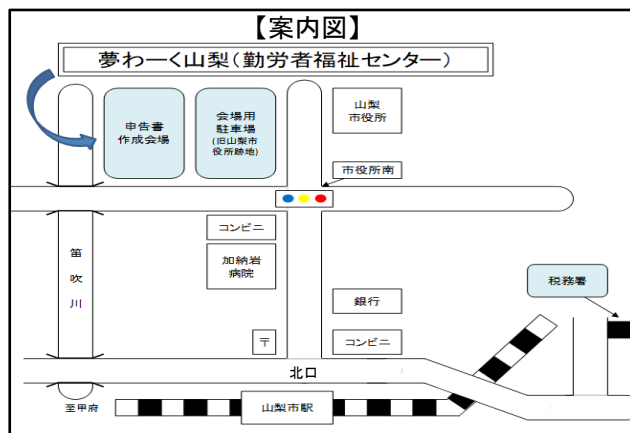 【案内図】
夢わーく山梨(勤労者福祉センター)
申告書
作成会場
会場用
駐車場
(旧山梨市
役所跡地)
山梨
市役所
市役所南
コンビニ
加納岩
病院
笛
吹
川
税務署
銀行
〒
コンビニ
北口
至甲府
山梨市駅